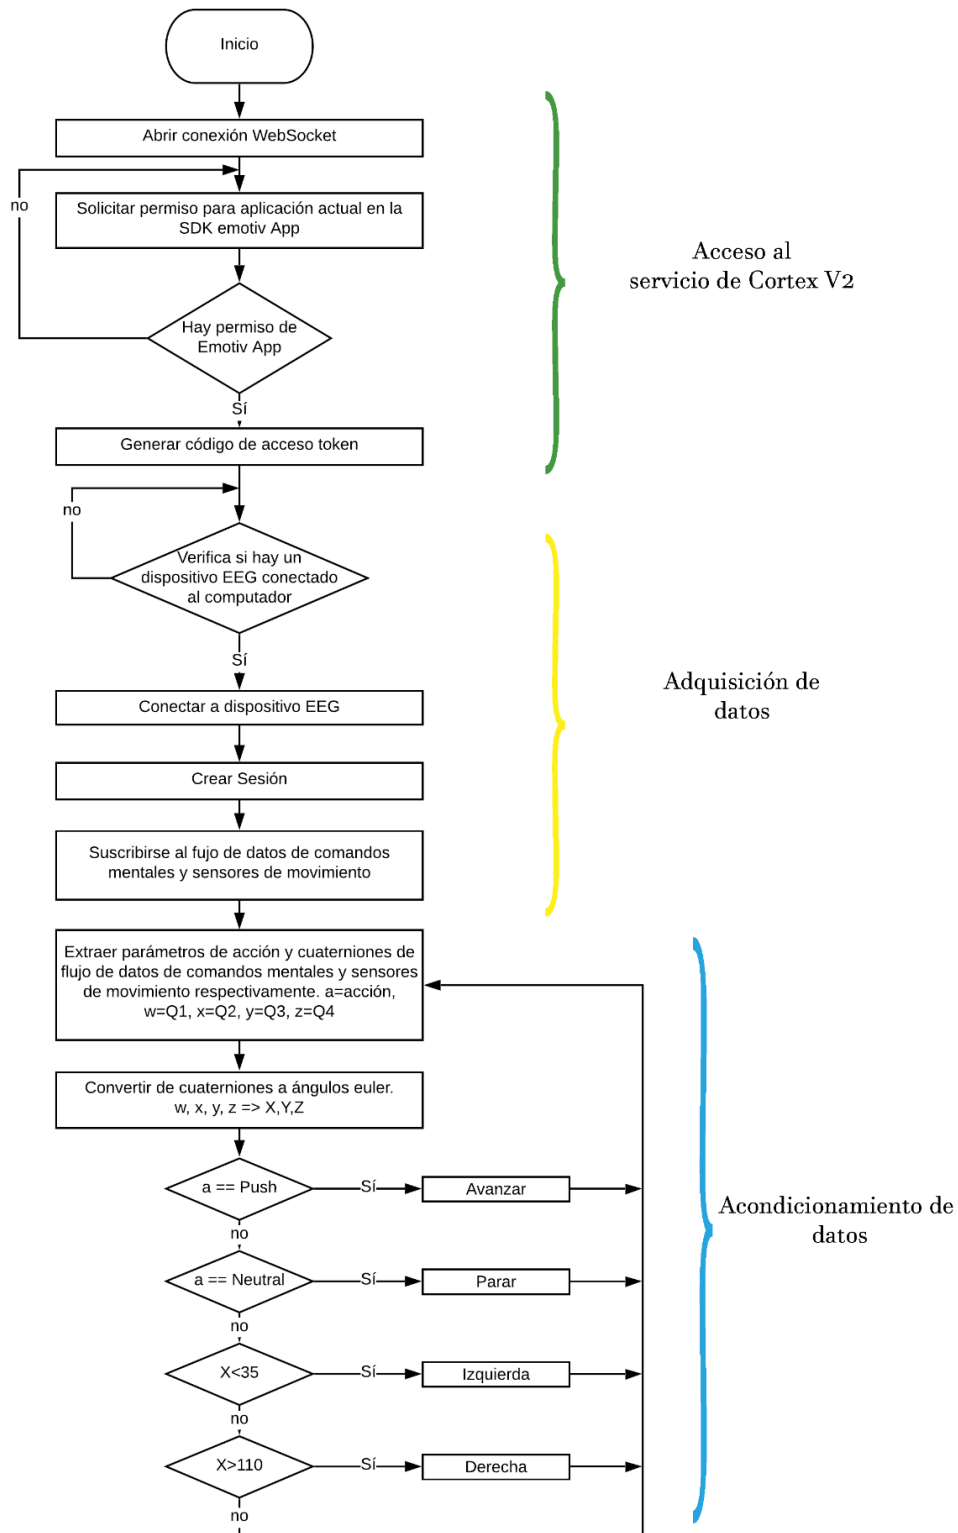 Inicio
Abrir conexión WebSocket
no
Solicitar permiso para aplicación actual en la
SDK emotiv App
Acceso al
servicio de Cortex V2
Hay permiso de
Emotiv App
Sí
Generar código de acceso token
no
Verifica si hay un
dispositivo EEG conectado
al computador
Sí
Adquisición de
datos
Conectar a dispositivo EEG
Crear Sesión
Suscribirse al fujo de datos de comandos
mentales y sensores de movimiento
Extraer parámetros de acción y cuaterniones de
flujo de datos de comandos mentales y sensores
de movimiento respectivamente. a=acción,
w=Q1, x=Q2, y=Q3, z=Q4
Convertir de cuaterniones a ángulos euler.
w, x, y, z => X,Y,Z
a == Push
Sí
Avanzar
Acondicionamiento de
datos
no
a == Neutral
Sí
Parar
no
X<35
Sí
Izquierda
no
X>110
Sí
Derecha
no